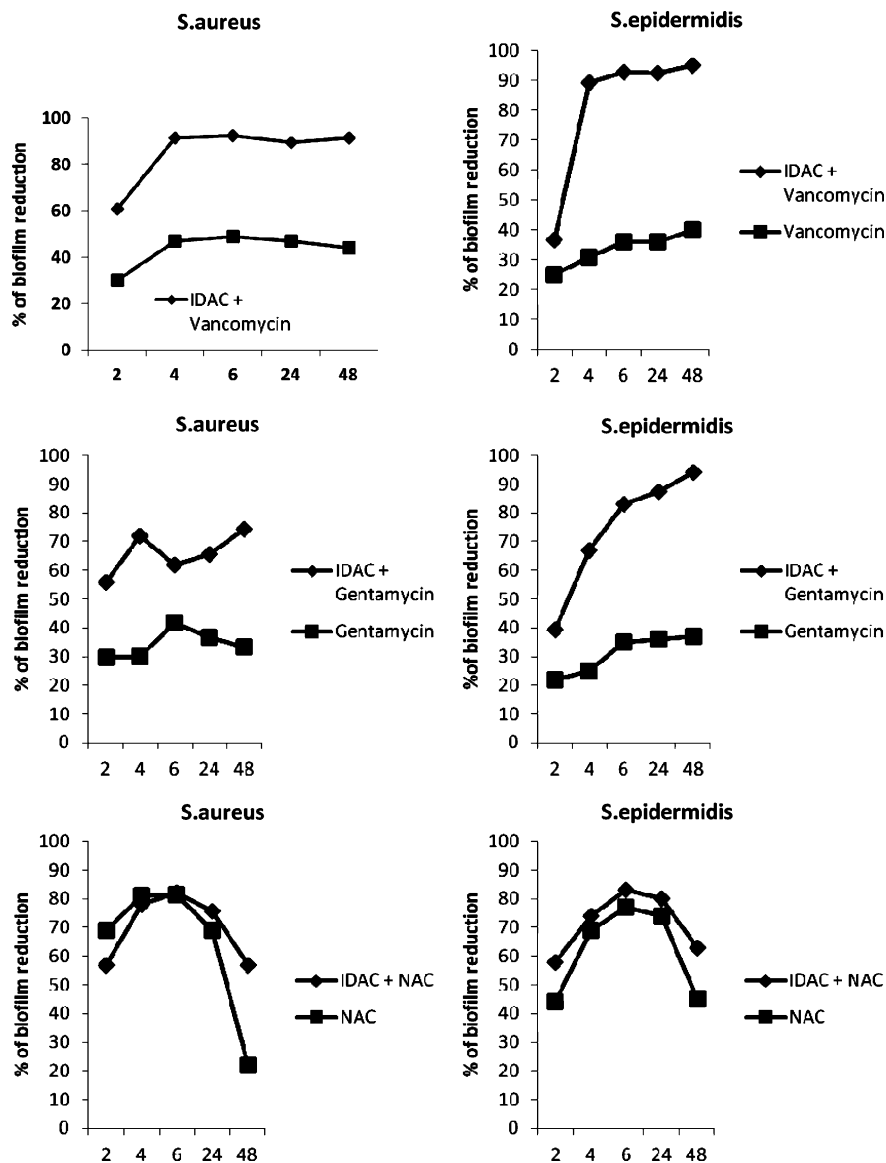 S.aureus
% of biofilm reduction
100
80
60
40
20
0
2 4 6 24 48
IDAC +
Vancomycin
S.epidermidis
% of biofilm reduction
100
90
80
70
60
50
40
30
20
10
0
2 4 6 24 48
IDAC +
Vancomycin
Vancomycin
S.aureus
% of biofilm reduction
100
90
80
70
60
50
40
30
20
10
0
2 4 6 24 48
IDAC +
Gentamycin
Gentamycin
S.epidermidis
%of biofilm reduction
100
90
80
70
60
50
40
30
20
10
0
2 4 6 24 48
IDAC +
Gentamycin
Gentamycin
S.aureus
% of biofilm reduction
100
90
80
70
60
50
40
30
20
10
0
2 4 6 24 48
IDAC + NAC
NAC
S.epidermidis
% of biofilm reduction
100
90
80
70
60
50
40
30
20
10
0
2 4 6 24 48
IDAC + NAC
NAC